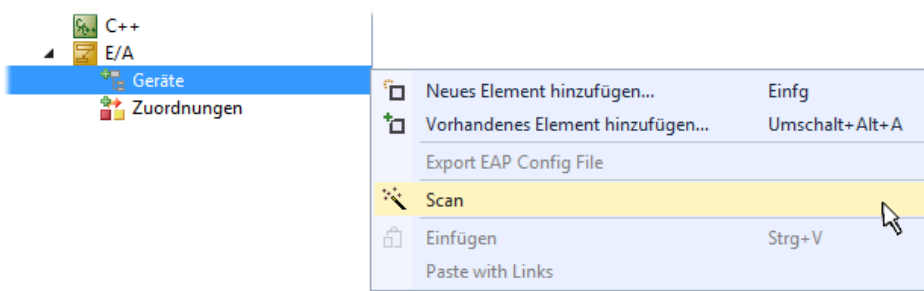 C++
E/A
Geräte
Zuordnungen
Neues Element hinzufügen... Einfg
Vorhandenes Element hinzufügen... Umschalt+Alt+A
Export EAP Config File
Scan
Einfügen Strg+V
Paste with Links